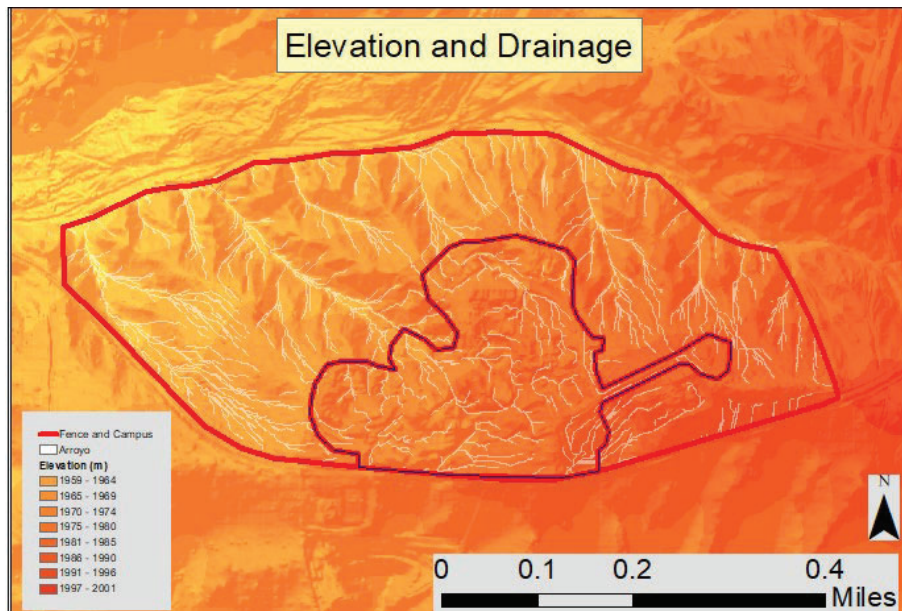 Elevation and Drainage
Fence and Campus
Arroyo
Elevation (m)
1959 - 1964
1965 - 1969
1970 - 1974
1975 - 1980
1981 - 1985
1986 - 1990
1991 - 1996
1997 - 2001
N
0 0.1 0.2 0.4
Miles